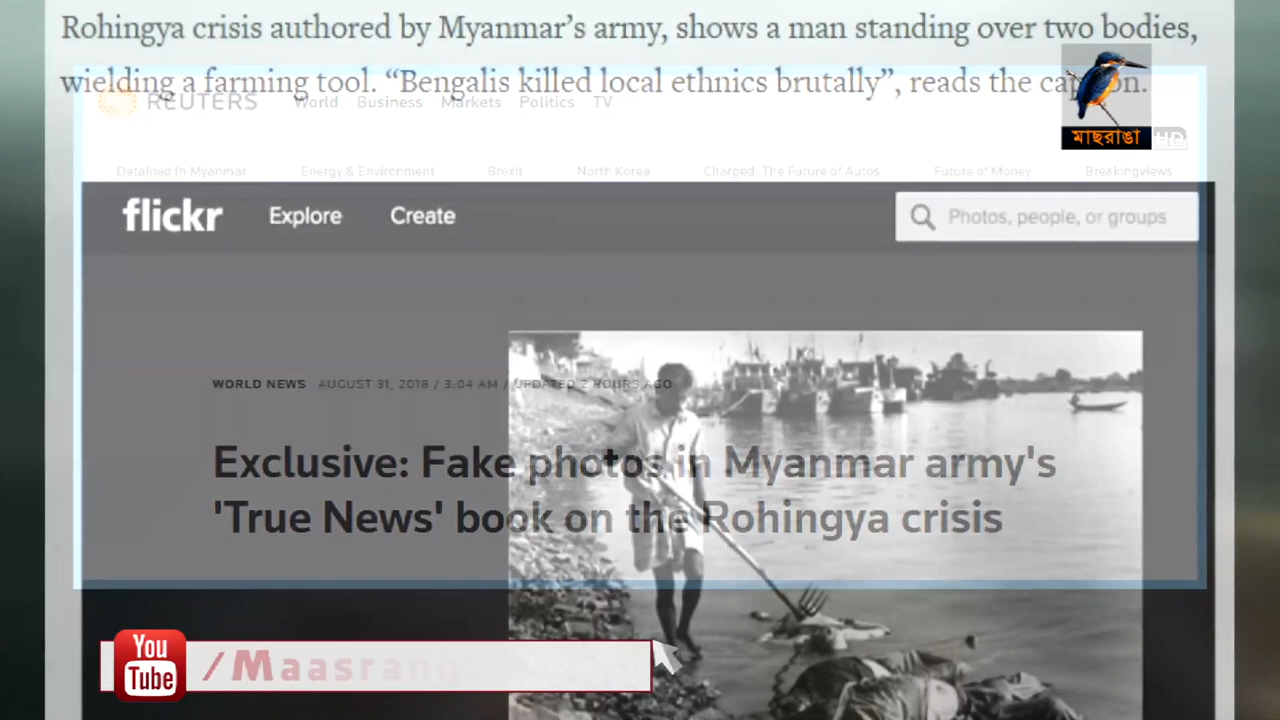 Rohingya crisis authored by Myanmar’s army, shows a man standing over two bodies,
wielding a farming tool. “Bengalis killed local ethnics brutally”, reads the caption.
REUTERS World Business Markets Politics TV
মাছরাঙা HD
Detained in Myanmar Energy & Environment Brexit North Korea Charged: The Future of Autos Future of Money Breakingviews
flickr Explore Create Photos, people, or groups
WORLD NEWS AUGUST 31, 2018 / 3:04 AM / UPDATED 2 HOURS AGO
Exclusive: Fake photos in Myanmar army's
'True News' book on the Rohingya crisis
You Tube /Maasrang